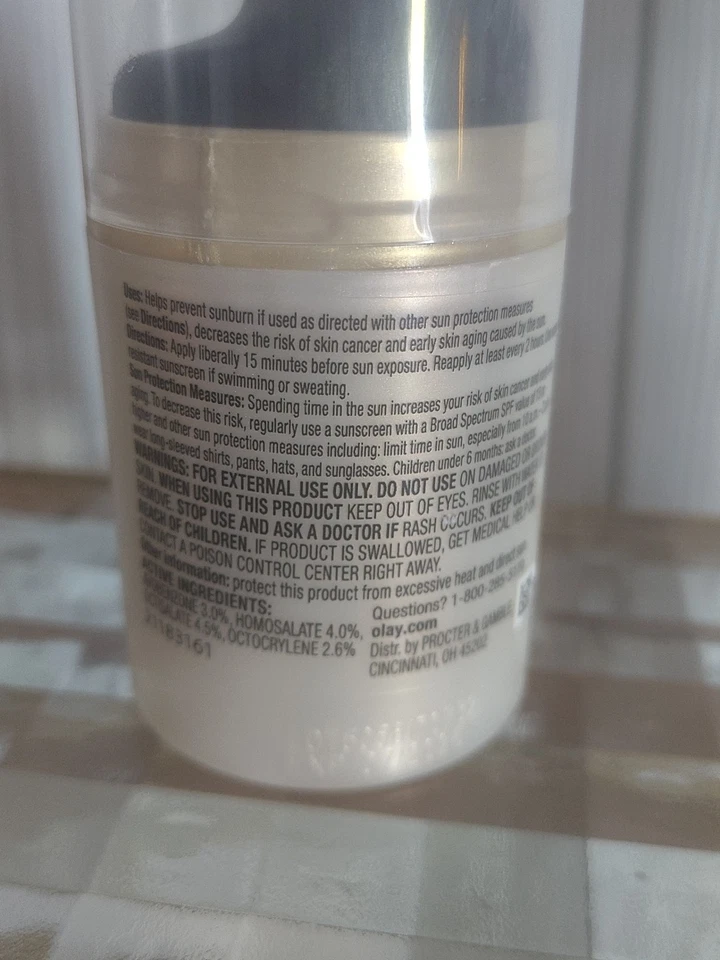 Uses: Helps prevent sunburn if used as directed with other sun protection measures
(see Directions), decreases the risk of skin cancer and early skin aging caused by the sun.
Directions: Apply liberally 15 minutes before sun exposure. Reapply at least every 2 hours.
resistant sunscreen if swimming or sweating.
Sun Protection Measures: Spending time in the sun increases your risk of skin cancer and
aging. To decrease this risk, regularly use a sunscreen with a Broad Spectrum SPF value of
higher and other sun protection measures including: limit time in sun, especially from 10
wear long-sleeved shirts, pants, hats, and sunglasses. Children under 6 months: ask a doctor
WARNINGS: FOR EXTERNAL USE ONLY. DO NOT USE ON DAMAGED OR
SKIN. WHEN USING THIS PRODUCT KEEP OUT OF EYES. RINSE WITH WATER
REMOVE. STOP USE AND ASK A DOCTOR IF RASH OCCURS. KEEP OUT OF
REACH OF CHILDREN. IF PRODUCT IS SWALLOWED, GET MEDICAL HELP OR
CONTACT A POISON CONTROL CENTER RIGHT AWAY.
Other information: protect this product from excessive heat and direct sun
ACTIVE INGREDIENTS:
AVOBENZONE 3.0%, HOMOSALATE 4.0%,
OCTISALATE 4.5%, OCTOCRYLENE 2.6%
91183161
Questions? 1-800-285-
olay.com
Distr. by PROCTER & GAMBLE
CINCINNATI, OH 45202